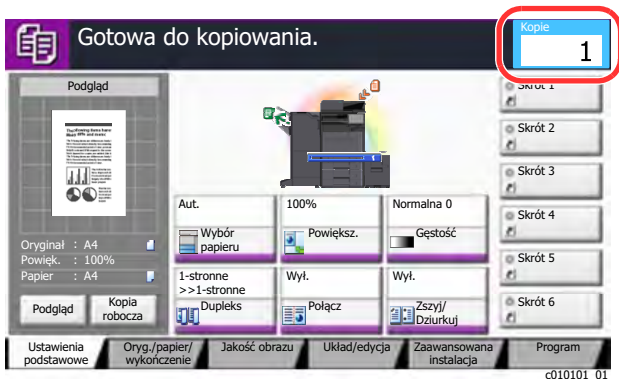 Gotowa do kopiowania.
Kopie
1
Podgląd
Oryginał : A4
Powięk. : 100%
Papier : A4
Podgląd
Kopia
robocza
Aut.
Wybór
papieru
100%
Powiększ.
Normalna 0
Gęstość
1-stronne
>>1-stronne
Dupleks
Wył.
Połącz
Wył.
Zszyj/
Dziurkuj
Skrót 1
Skrót 2
Skrót 3
Skrót 4
Skrót 5
Skrót 6
Ustawienia
podstawowe
Oryg./papier/
wykończenie
Jakość obrazu
Układ/edycja
Zaawansowana
instalacja
Program
c010101_01